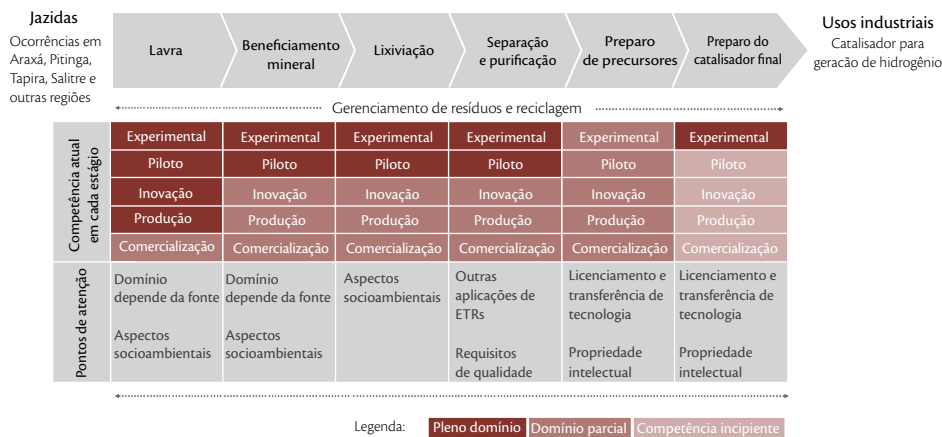 Jazidas
Ocorrências em
Araxá, Pitinga,
Tapira, Salitre e
outras regiões
Lavra
Beneficiamento
mineral
Lixiviação
Separação
e purificação
Preparo
de precursores
Preparo do
catalisador final
Usos industriais
Catalisador para
geracão de hidrogênio
Gerenciamento de resíduos e reciclagem
Competência atual
em cada estágio
Experimental Experimental Experimental Experimental Experimental Experimental
Piloto Piloto Piloto Piloto Piloto Piloto
Inovação Inovação Inovação Inovação Inovação Inovação
Produção Produção Produção Produção Produção Produção
Comercialização Comercialização Comercialização Comercialização Comercialização Comercialização
Pontos de atenção
Domínio
depende da fonte
Aspectos
socioambientais
Domínio
depende da fonte
Aspectos
socioambientais
Aspectos
socioambientais
Outras
aplicações de
ETRs
Requisitos
de qualidade
Licenciamento e
transferência de
tecnologia
Propriedade
intelectual
Licenciamento e
transferência de
tecnologia
Propriedade
intelectual
Legenda: Pleno domínio Domínio parcial Competência incipiente